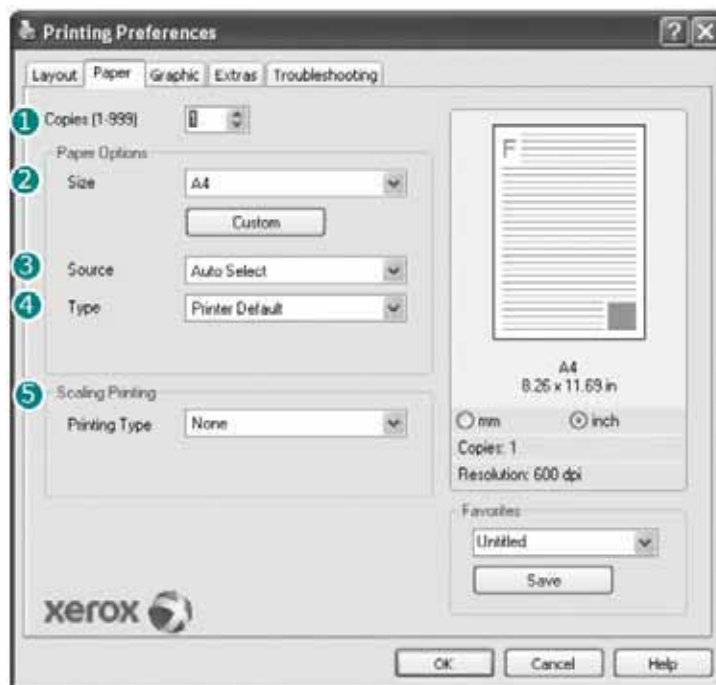 Printing Preferences
Layout Paper Graphic Extras Troubleshooting
1 Copies (1-999) 1
Paper Options
2 Size A4
Custom
3 Source Auto Select
4 Type Printer Default
5 Scaling Printing
Printing Type None
F
A4
8.26 x 11.69 in
mm inch
Copies: 1
Resolution: 600 dpi
Favorites
Untitled
Save
xerox
OK Cancel Help